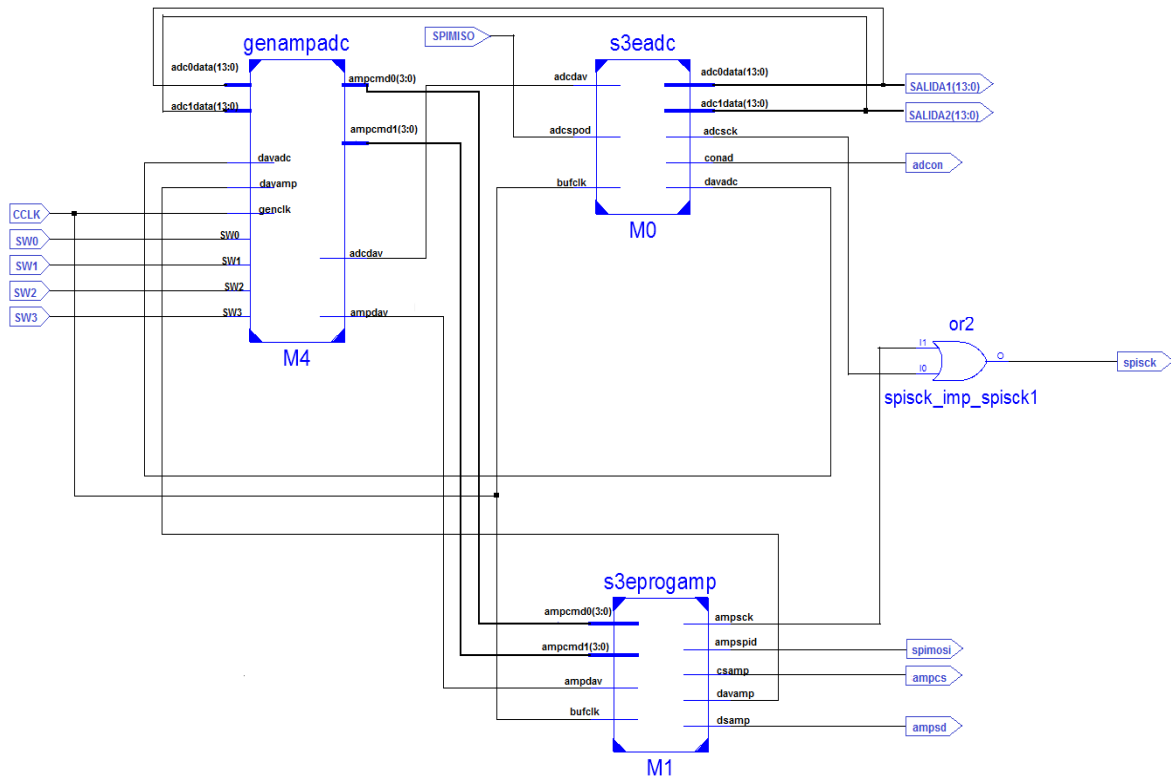 genampadc
adc0data(13:0)
adc1data(13:0)
davadc
davamp
genclk
SW0
SW1
SW2
SW3
ampcmd0(3:0)
ampcmd1(3:0)
adcdav
ampdav
M4
CCLK
SW0
SW1
SW2
SW3
SPIMISO
s3eadc
adcdav
adcspod
bufclk
adc0data(13:0)
adc1data(13:0)
adcsck
conad
davadc
M0
SALIDA1(13:0)
SALIDA2(13:0)
adcon
or2
I1
I0
O
spisck_imp_spisck1
spisck
s3eprogamp
ampcmd0(3:0)
ampcmd1(3:0)
ampdav
bufclk
ampsck
ampspid
csamp
davamp
dsamp
M1
spimosi
ampcs
ampsd